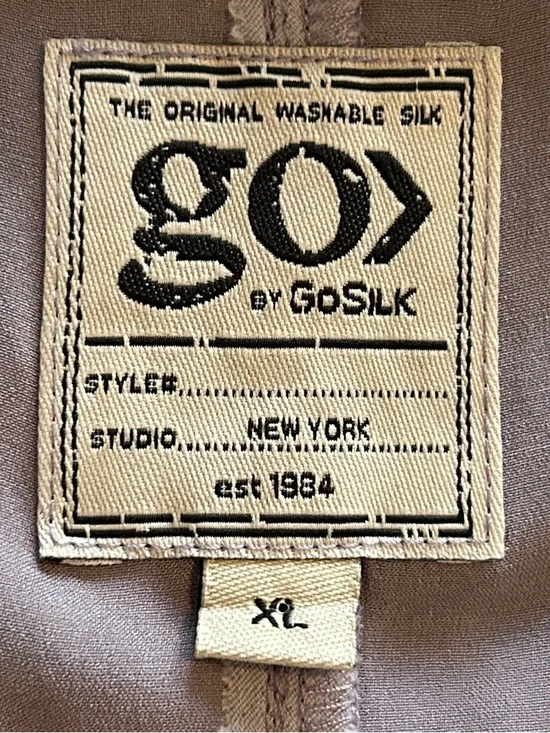 THE ORIGINAL WASHABLE SILK
go>
BY GOSILK
STYLE#
STUDIO NEW YORK
est 1984
XL